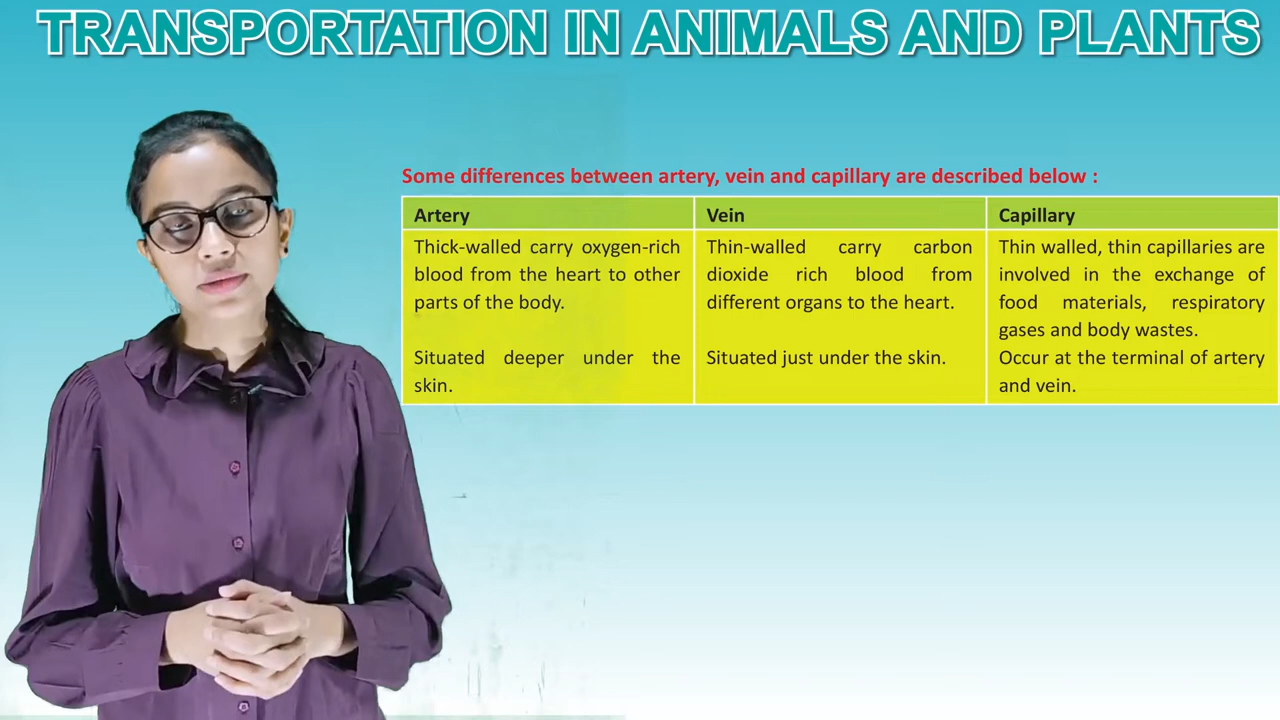 TRANSPORTATION IN ANIMALS AND PLANTS
Some differences between artery, vein and capillary are described below :
Artery
Thick-walled carry oxygen-rich
blood from the heart to other
parts of the body.
Situated deeper under the
skin.
Vein
Thin-walled carry carbon
dioxide rich blood from
different organs to the heart.
Situated just under the skin.
Capillary
Thin walled, thin capillaries are
involved in the exchange of
food materials, respiratory
gases and body wastes.
Occur at the terminal of artery
and vein.